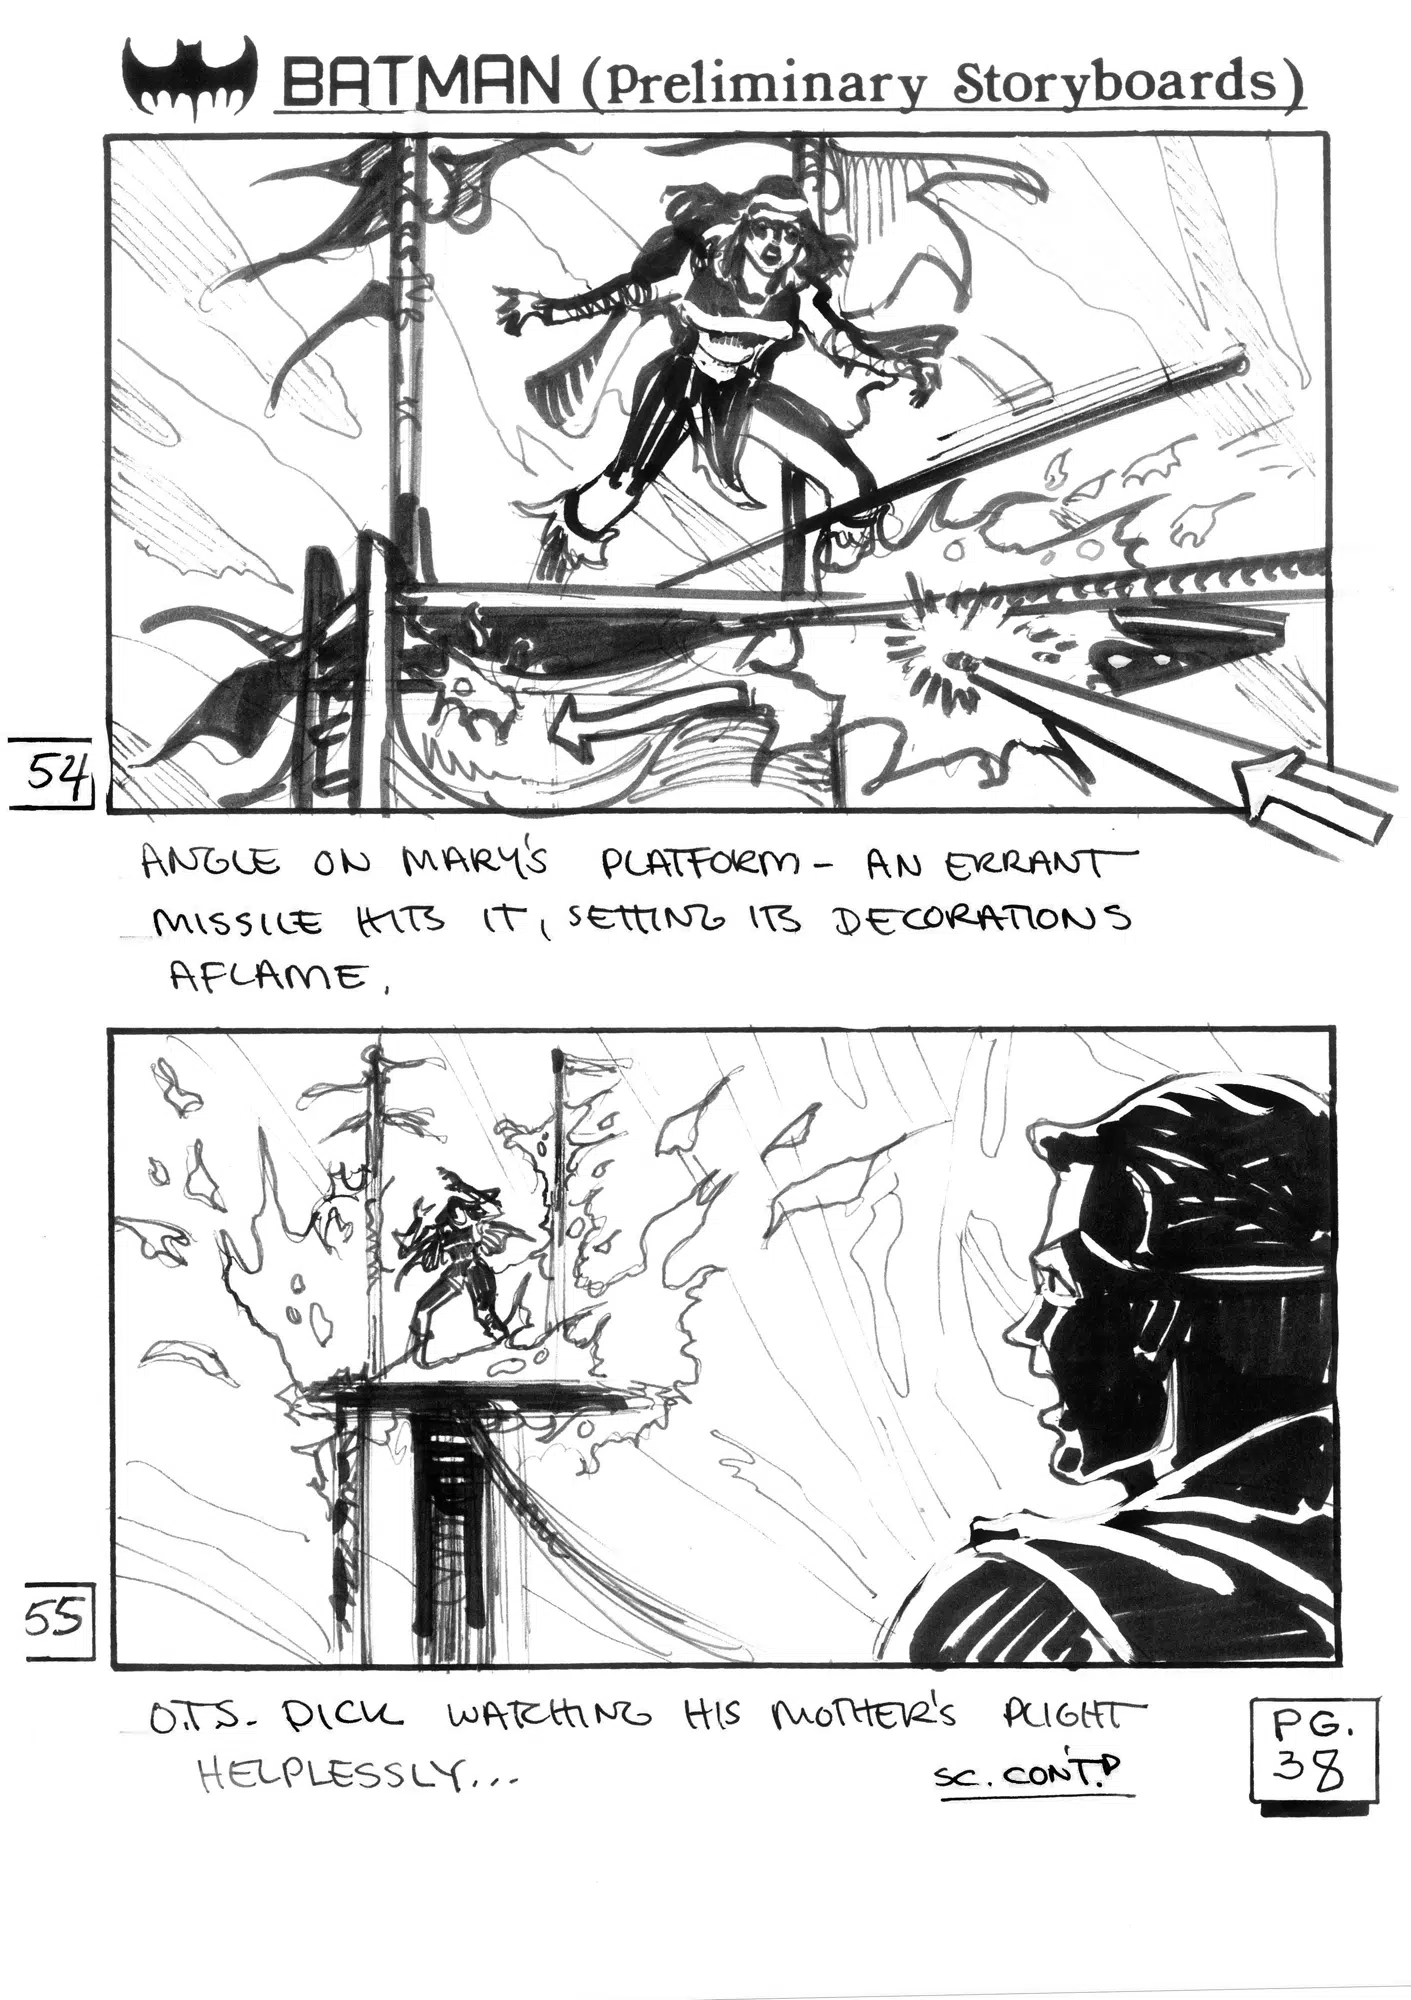 BATMAN (Preliminary Storyboards)
54
ANGLE ON MARY'S PLATFORM - AN ERRANT
MISSILE HITS IT, SETTING ITS DECORATIONS
AFLAME.
55
O.T.S. DICK WATCHING HIS MOTHER'S PLIGHT
HELPLESSLY...
SC. CONT.'D
PG.
38